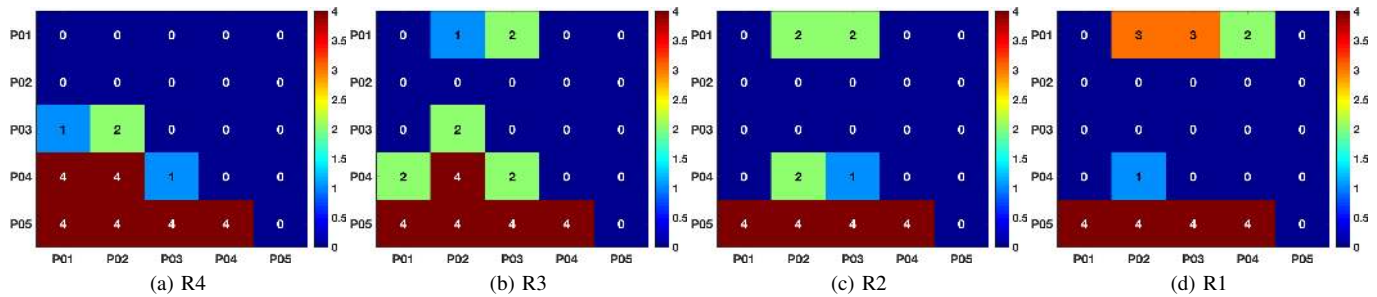 P01 0 0 0 0 0
P02 0 0 0 0 0
P03 1 2 0 0 0
P04 4 4 1 0 0
P05 4 4 4 4 0
P01 P02 P03 P04 P05
4
3.5
3
2.5
2
1.5
1
0.5
0
(a) R4
P01 0 1 2 0 0
P02 0 0 0 0 0
P03 0 2 0 0 0
P04 2 4 2 0 0
P05 4 4 4 4 0
P01 P02 P03 P04 P05
4
3.5
3
2.5
2
1.5
1
0.5
0
(b) R3
P01 0 2 2 0 0
P02 0 0 0 0 0
P03 0 0 0 0 0
P04 0 2 1 0 0
P05 4 4 4 4 0
P01 P02 P03 P04 P05
4
3.5
3
2.5
2
1.5
1
0.5
0
(c) R2
P01 0 3 3 2 0
P02 0 0 0 0 0
P03 0 0 0 0 0
P04 0 1 0 0 0
P05 4 4 4 4 0
P01 P02 P03 P04 P05
4
3.5
3
2.5
2
1.5
1
0.5
0
(d) R1